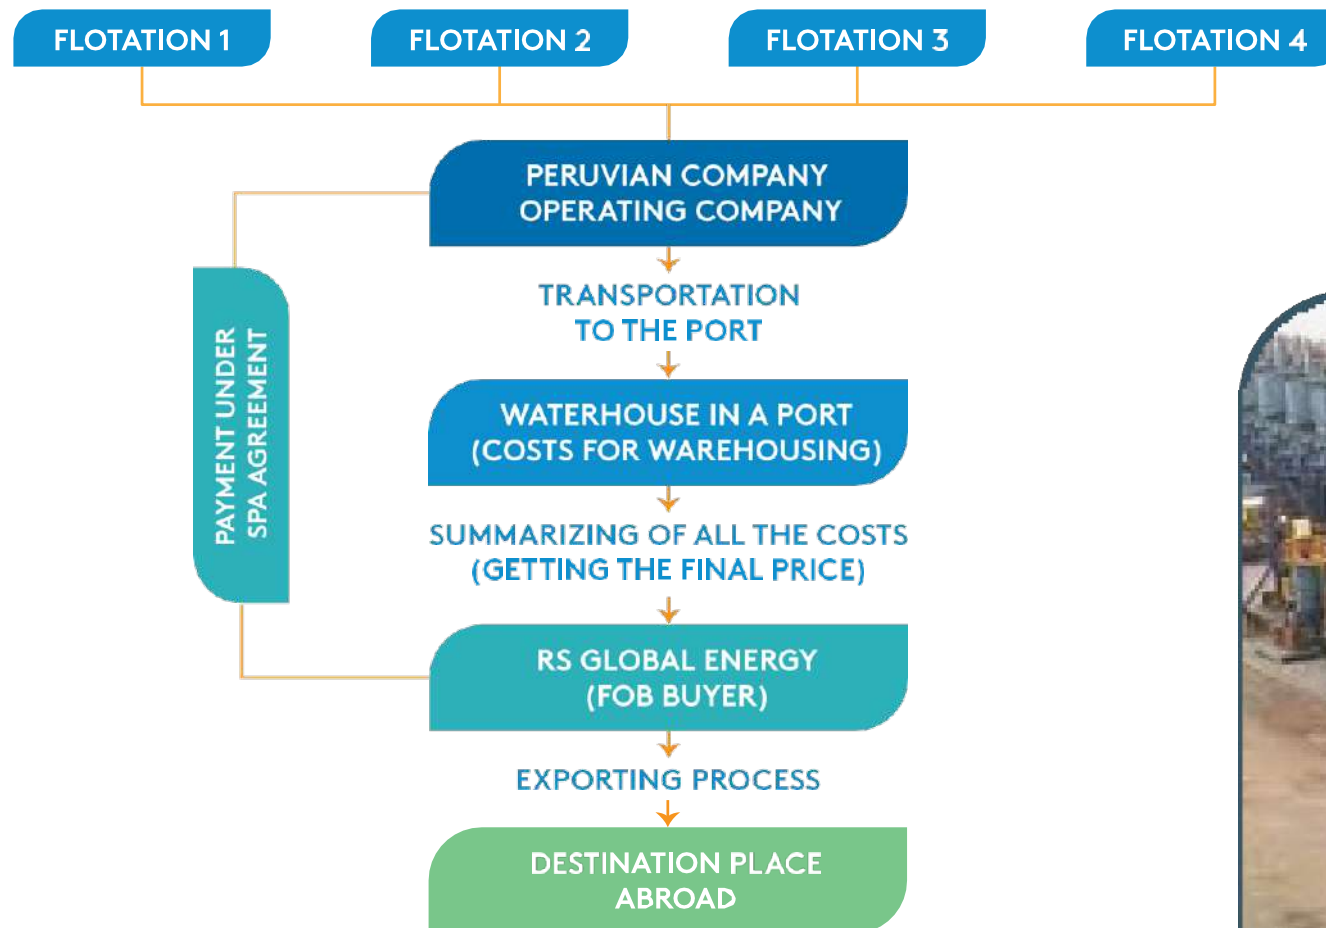 FLOTATION 1
FLOTATION 2
FLOTATION 3
FLOTATION 4
PERUVIAN COMPANY
OPERATING COMPANY
TRANSPORTATION
TO THE PORT
PAYMENT UNDER
SPA AGREEMENT
WATERHOUSE IN A PORT
(COSTS FOR WAREHOUSING)
SUMMARIZING OF ALL THE COSTS
(GETTING THE FINAL PRICE)
RS GLOBAL ENERGY
(FOB BUYER)
EXPORTING PROCESS
DESTINATION PLACE
ABROAD